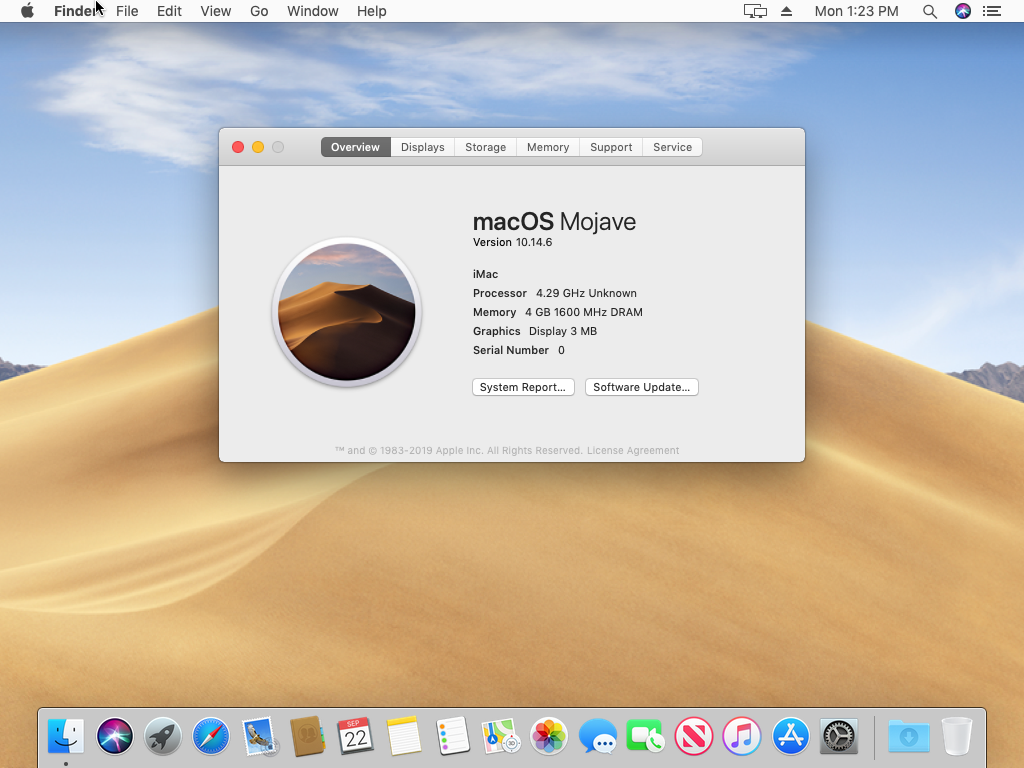 Finder File Edit View Go Window Help Mon 1:23 PM
Overview Displays Storage Memory Support Service
macOS Mojave
Version 10.14.6
iMac
Processor 4.29 GHz Unknown
Memory 4 GB 1600 MHz DRAM
Graphics Display 3 MB
Serial Number 0
System Report... Software Update...
™ and © 1983-2019 Apple Inc. All Rights Reserved. License Agreement
SEP
22
3D